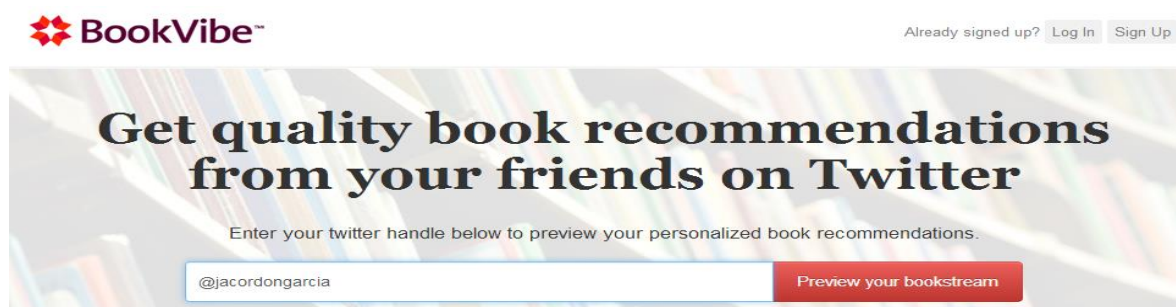 BookVibe™
Already signed up? Log In Sign Up
Get quality book recommendations
from your friends on Twitter
Enter your twitter handle below to preview your personalized book recommendations.
@jacordongarcia
Preview your bookstream